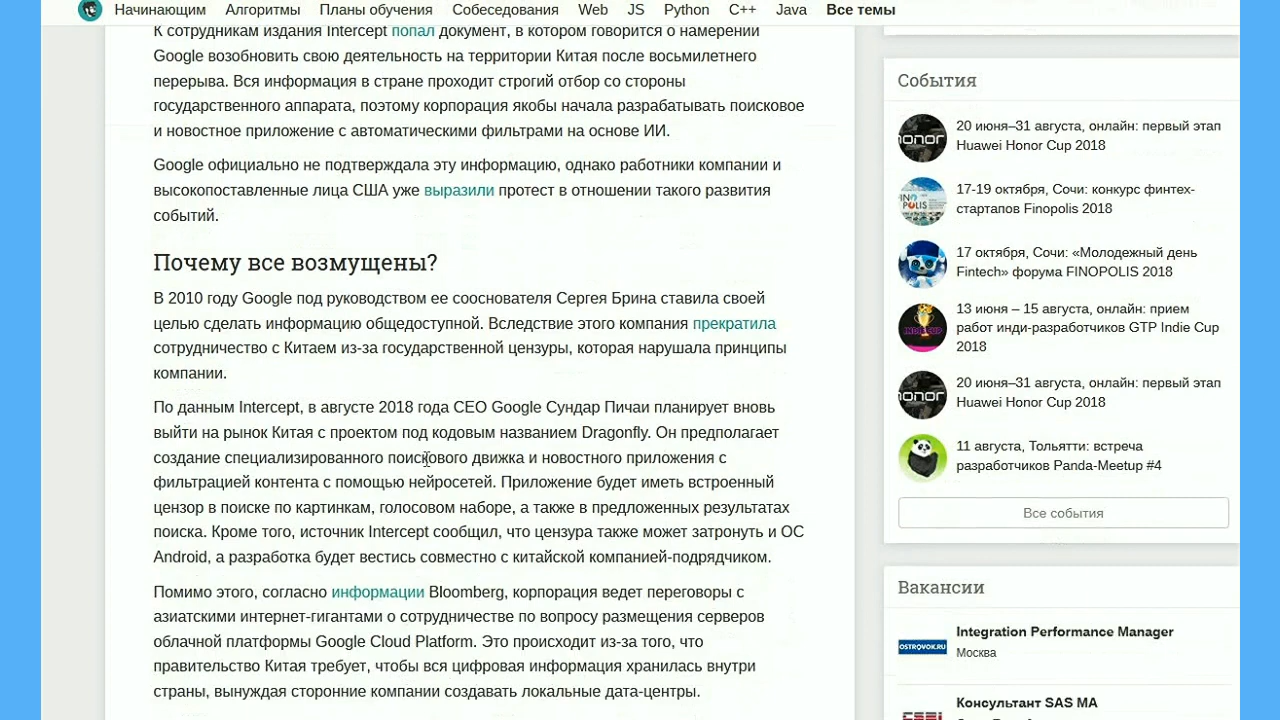 Начинающим Алгоритмы Планы обучения Собеседования Web JS Python C++ Java Все темы
К сотрудникам издания Intercept попал документ, в котором говорится о намерении
Google возобновить свою деятельность на территории Китая после восьмилетнего
перерыва. Вся информация в стране проходит строгий отбор со стороны
государственного аппарата, поэтому корпорация якобы начала разрабатывать поисковое
и новостное приложение с автоматическими фильтрами на основе ИИ.
Google официально не подтверждала эту информацию, однако работники компании и
высокопоставленные лица США уже выразили протест в отношении такого развития
событий.
Почему все возмущены?
В 2010 году Google под руководством ее сооснователя Сергея Брина ставила своей
целью сделать информацию общедоступной. Вследствие этого компания прекратила
сотрудничество с Китаем из-за государственной цензуры, которая нарушала принципы
компании.
По данным Intercept, в августе 2018 года CEO Google Сундар Пичаи планирует вновь
выйти на рынок Китая с проектом под кодовым названием Dragonfly. Он предполагает
создание специализированного поискового движка и новостного приложения с
фильтрацией контента с помощью нейросетей. Приложение будет иметь встроенный
цензор в поиске по картинкам, голосовом наборе, а также в предложенных результатах
поиска. Кроме того, источник Intercept сообщил, что цензура также может затронуть и ОС
Android, а разработка будет вестись совместно с китайской компанией-подрядчиком.
Помимо этого, согласно информации Bloomberg, корпорация ведет переговоры с
азиатскими интернет-гигантами о сотрудничестве по вопросу размещения серверов
облачной платформы Google Cloud Platform. Это происходит из-за того, что
правительство Китая требует, чтобы вся цифровая информация хранилась внутри
страны, вынуждая сторонние компании создавать локальные дата-центры.
События
honor
20 июня–31 августа, онлайн: первый этап
Huawei Honor Cup 2018
17-19 октября, Сочи: конкурс финтех-
стартапов Finopolis 2018
17 октября, Сочи: «Молодежный день
Fintech» форума FINOPOLIS 2018
13 июня – 15 августа, онлайн: прием
работ инди-разработчиков GTP Indie Cup
2018
honor
20 июня–31 августа, онлайн: первый этап
Huawei Honor Cup 2018
11 августа, Тольятти: встреча
разработчиков Panda-Meetup #4
Все события
Вакансии
OSTROVOK.RU
Integration Performance Manager
Москва
Консультант SAS MA